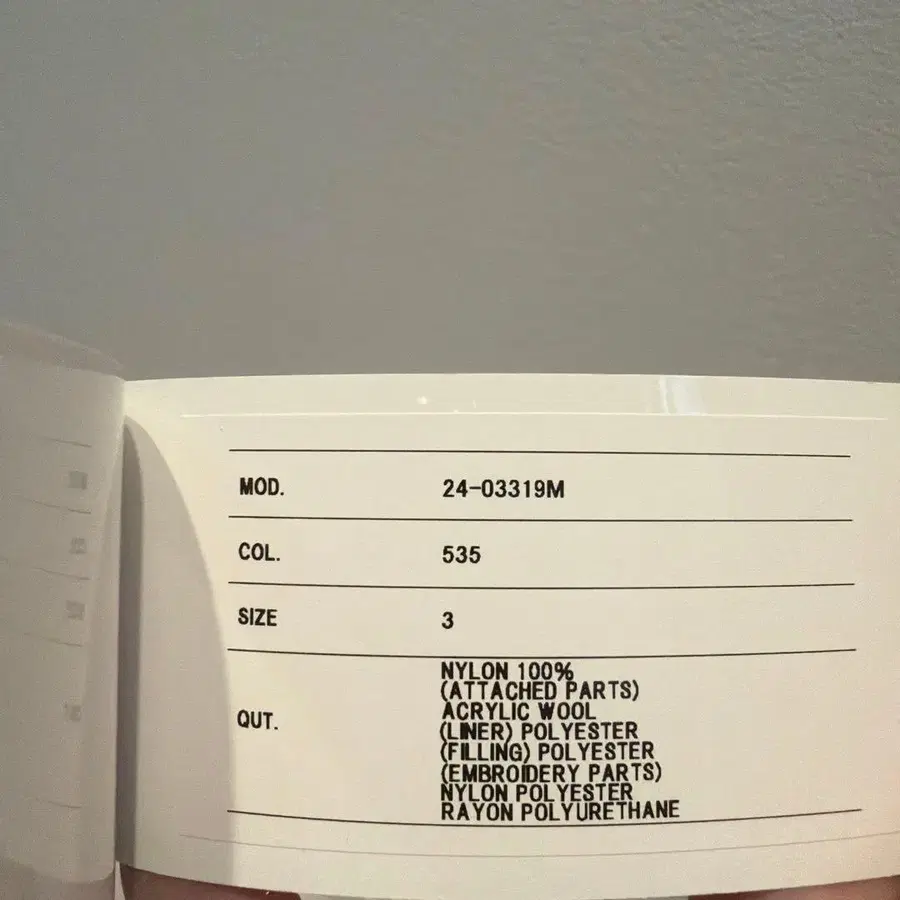 MOD. 24-03319M
COL. 535
SIZE 3
QUT. NYLON 100%
(ATTACHED PARTS)
ACRYLIC WOOL
(LINER) POLYESTER
(FILLING) POLYESTER
(EMBROIDERY PARTS)
NYLON POLYESTER
RAYON POLYURETHANE